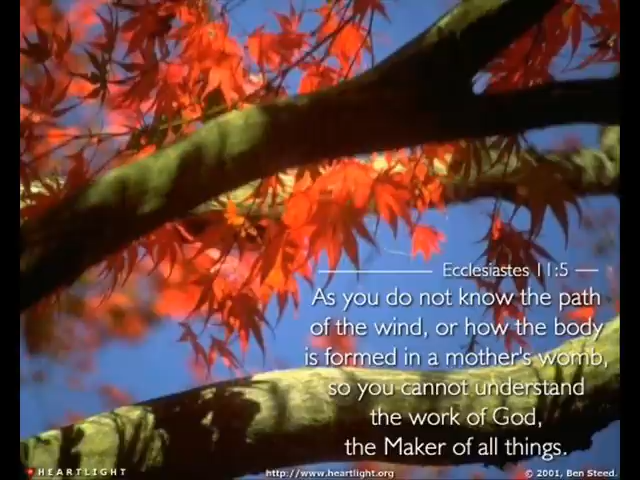 Ecclesiastes 11:5
As you do not know the path
of the wind, or how the body
is formed in a mother's womb,
so you cannot understand
the work of God,
the Maker of all things.
HEARTLIGHT
http://www.heartlight.org
© 2001, Ben Steed.